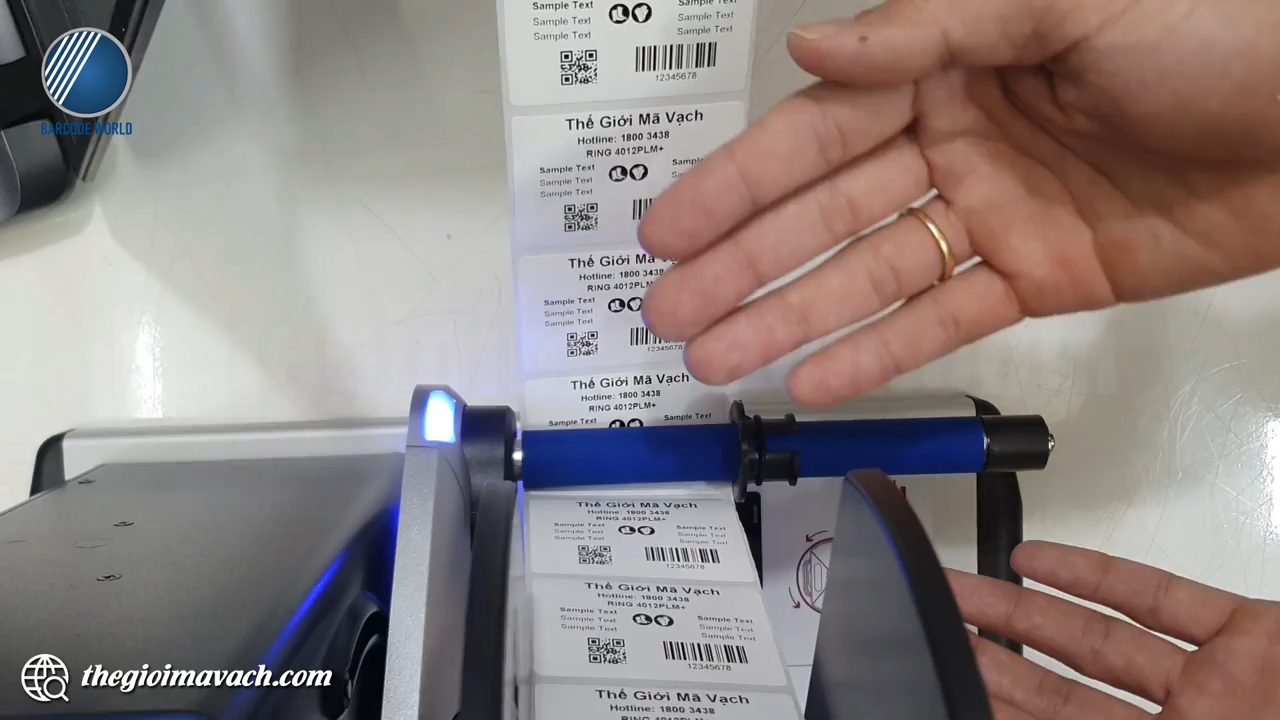 BARCODE WORLD
Sample Text Sample Text
Sample Text Sample Text
Sample Text Sample Text
12345678
Thế Giới Mã Vạch
Hotline: 1800 3438
RING 4012PLM+
Sample Text
Sample Text
Sample Text
Thế Giới Mã
Hotline: 1800 3438
RING 4012PLM
Sample Text
Sample Text
Sample Text
12345678
Thế Giới Mã Vạch
Hotline: 1800 3438
RING 4012PLM+
Sample Text Sample Text
Thế Giới Mã Vạch
Hotline: 1800 3438
RING 4012PLM+
Sample Text Sample Text
Sample Text Sample Text
Sample Text Sample Text
12345678
Thế Giới Mã Vạch
Hotline: 1800 3438
RING 4012PLM+
Sample Text Sample Text
Sample Text Sample Text
Sample Text Sample Text
12345678
Thế Giới Mã Vạch
Hotline: 1800 3438
thegioimavach.com